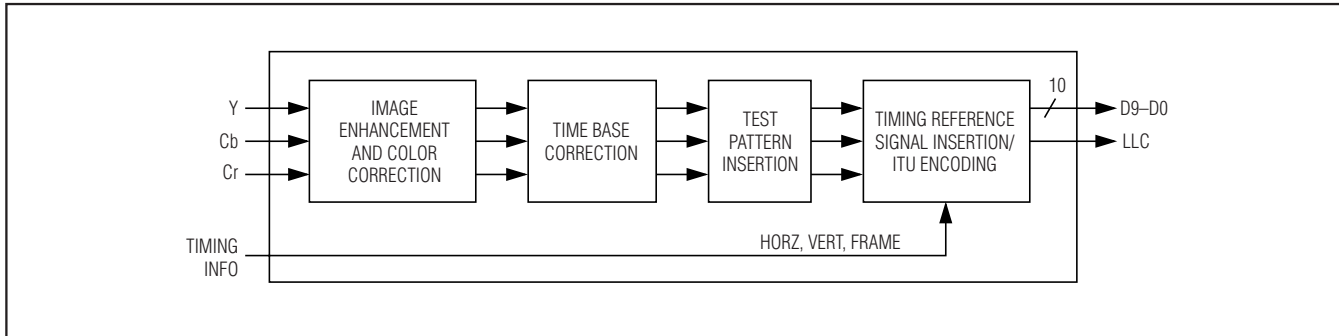 Y
Cb
Cr
TIMING
INFO
IMAGE
ENHANCEMENT
AND COLOR
CORRECTION
TIME BASE
CORRECTION
TEST
PATTERN
INSERTION
TIMING REFERENCE
SIGNAL INSERTION/
ITU ENCODING
HORZ, VERT, FRAME
10
D9–D0
LLC